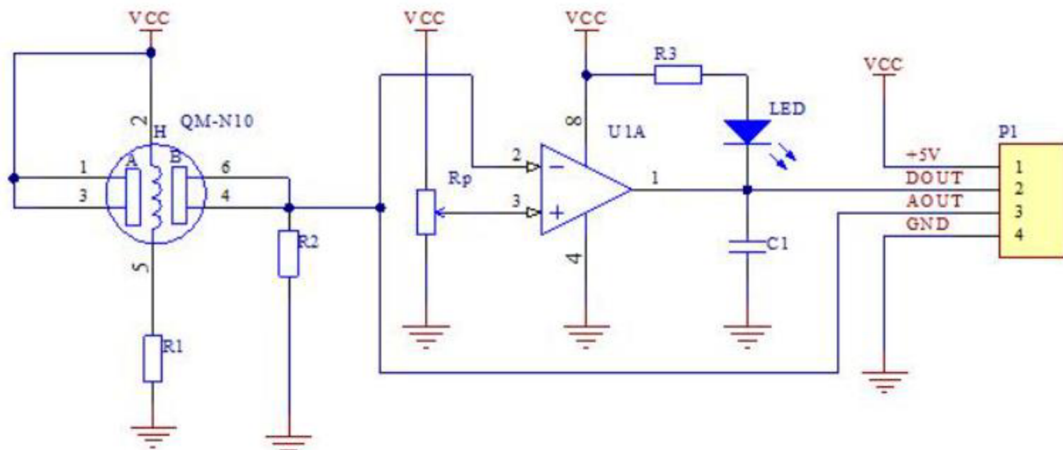 VCC
VCC
VCC
R3
VCC
LED
P1
2
H
QM-N10
8
U1A
+5V
1
1
A
B
6
2
−
1
DOUT
2
Rp
3
4
3
+
AOUT
3
GND
4
R2
5
4
C1
R1